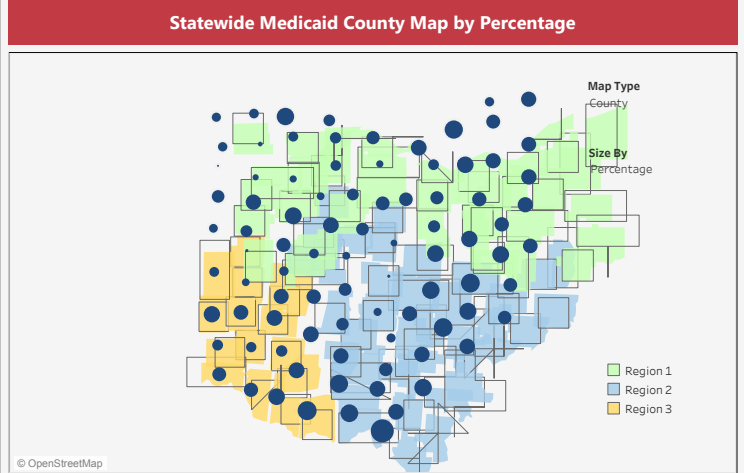 Statewide Medicaid County Map by Percentage
Map Type
County
Size By
Percentage
Region 1
Region 2
Region 3
© OpenStreetMap